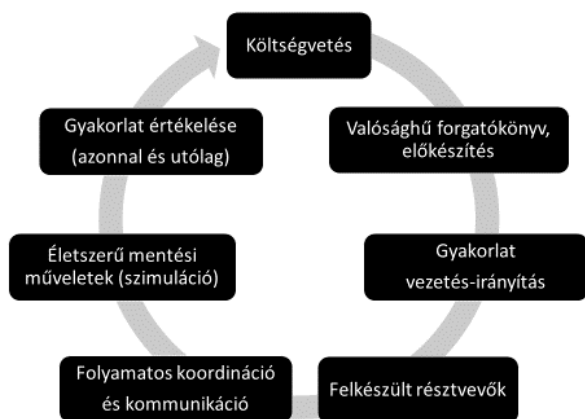 Költségvetés
Valósághű forgatókönyv,
előkészítés
Gyakorlat
vezetés-irányítás
Felkészült résztvevők
Folyamatos koordináció
és kommunikáció
Életszerű mentési
műveletek (szimuláció)
Gyakorlat értékelése
(azonnal és utólag)